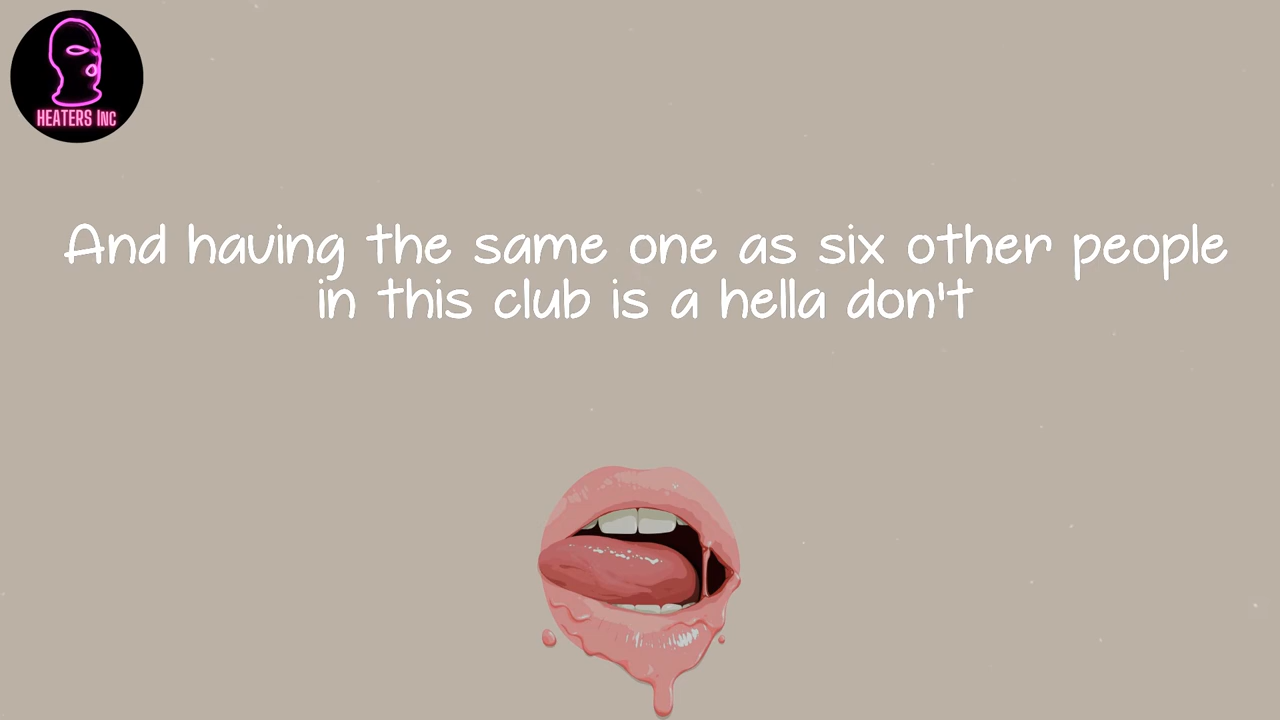 HEATERS INC
And having the same one as six other people
in this club is a hella don't